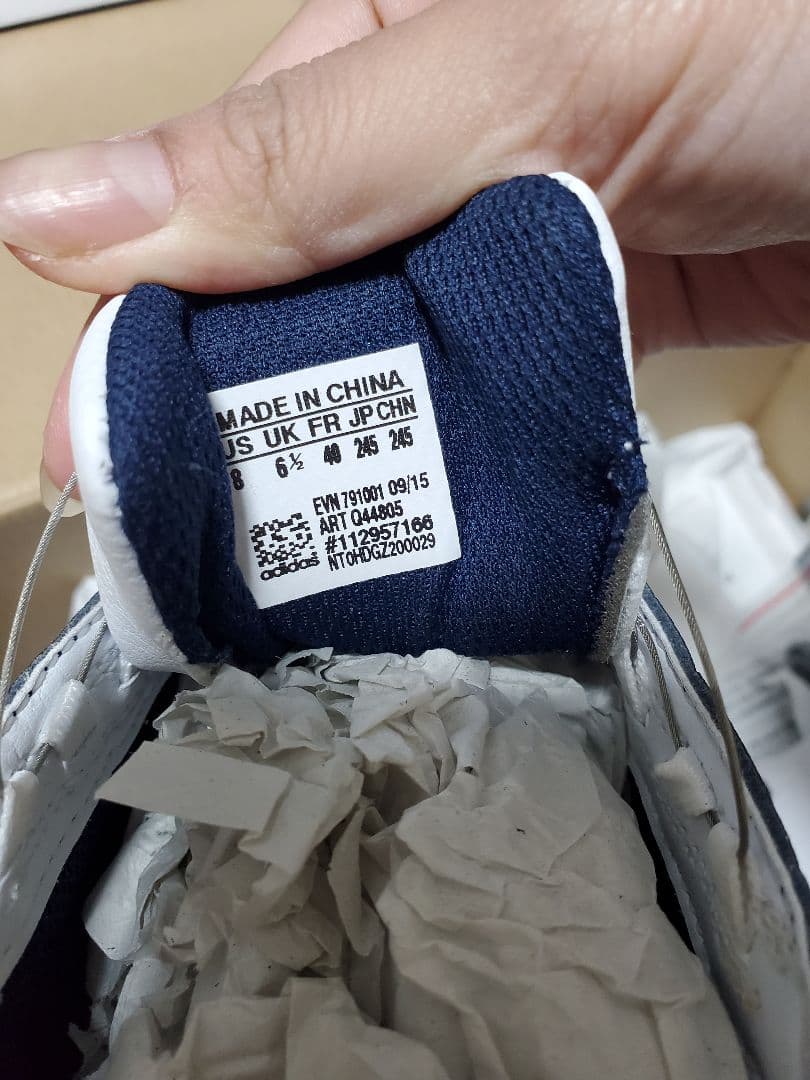 MADE IN CHINA
US UK FR JP CHN
8 6½ 40 245 245
EVN 791001 09/15
ART Q44805
#112957166
NT0HDGZ200029
adidas